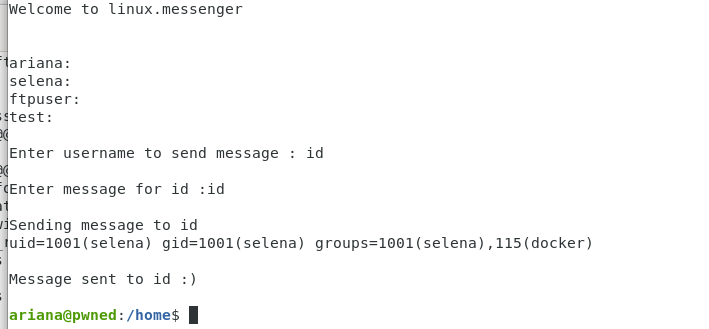 Welcome to linux.messenger
ariana:
selena:
ftpuser:
test:
Enter username to send message : id
Enter message for id :id
Sending message to id
uid=1001(selena) gid=1001(selena) groups=1001(selena),115(docker)
Message sent to id :)
ariana@pwned:/home$